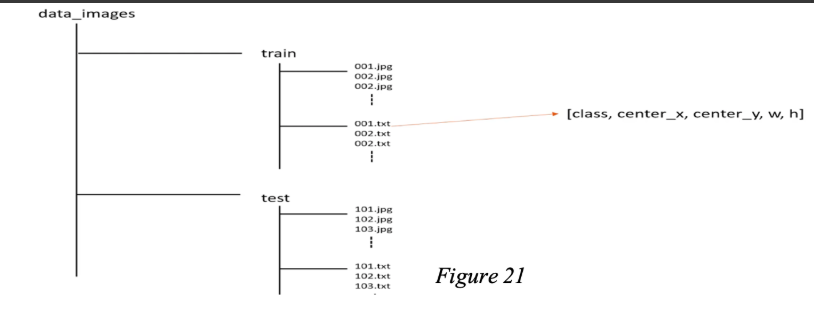 data_images
train
001.jpg
002.jpg
002.jpg
001.txt
002.txt
002.txt
[class, center_x, center_y, w, h]
test
101.jpg
102.jpg
103.jpg
101.txt
102.txt
103.txt
Figure 21